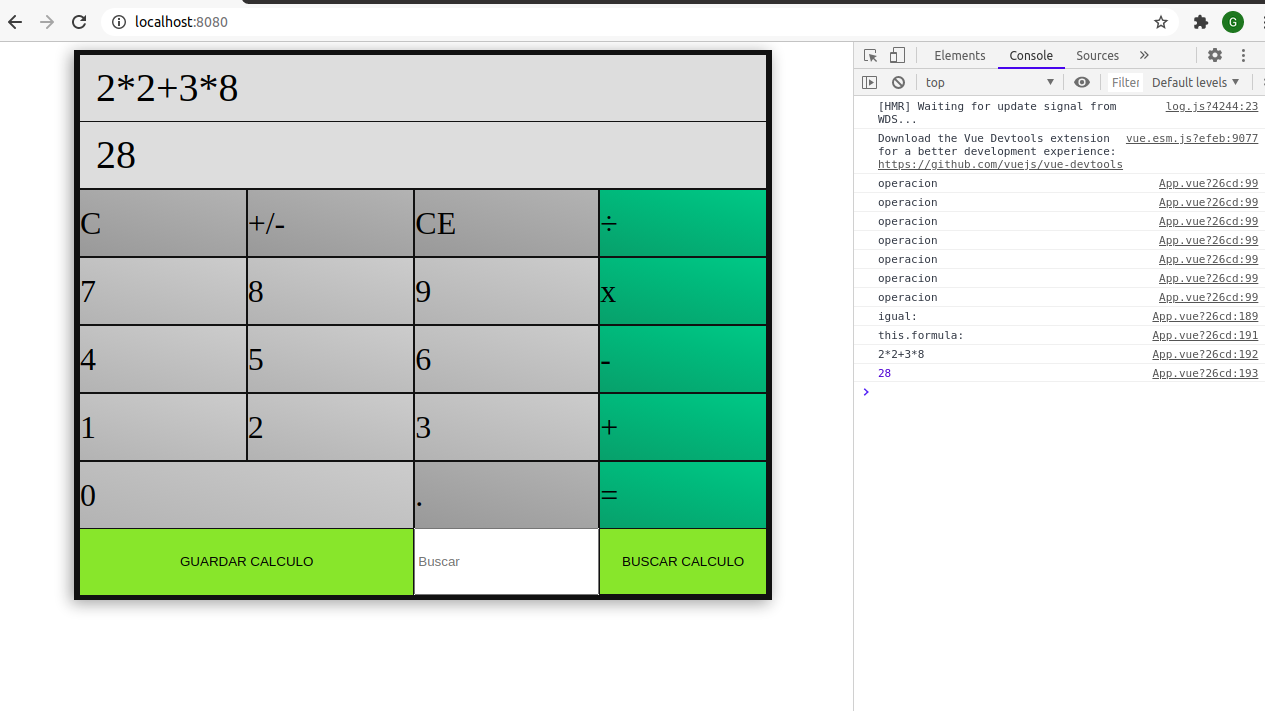 localhost:8080
G
2*2+3*8
28
C +/- CE ÷
7 8 9 x
4 5 6 -
1 2 3 +
0 . =
GUARDAR CALCULO Buscar BUSCAR CALCULO
Elements Console Sources »
top Filter Default levels
[HMR] Waiting for update signal from log.js?4244:23
WDS...
Download the Vue Devtools extension vue.esm.js?efeb:9077
for a better development experience:
https://github.com/vuejs/vue-devtools
operacion App.vue?26cd:99
operacion App.vue?26cd:99
operacion App.vue?26cd:99
operacion App.vue?26cd:99
operacion App.vue?26cd:99
operacion App.vue?26cd:99
operacion App.vue?26cd:99
igual: App.vue?26cd:189
this.formula: App.vue?26cd:191
2*2+3*8 App.vue?26cd:192
28 App.vue?26cd:193